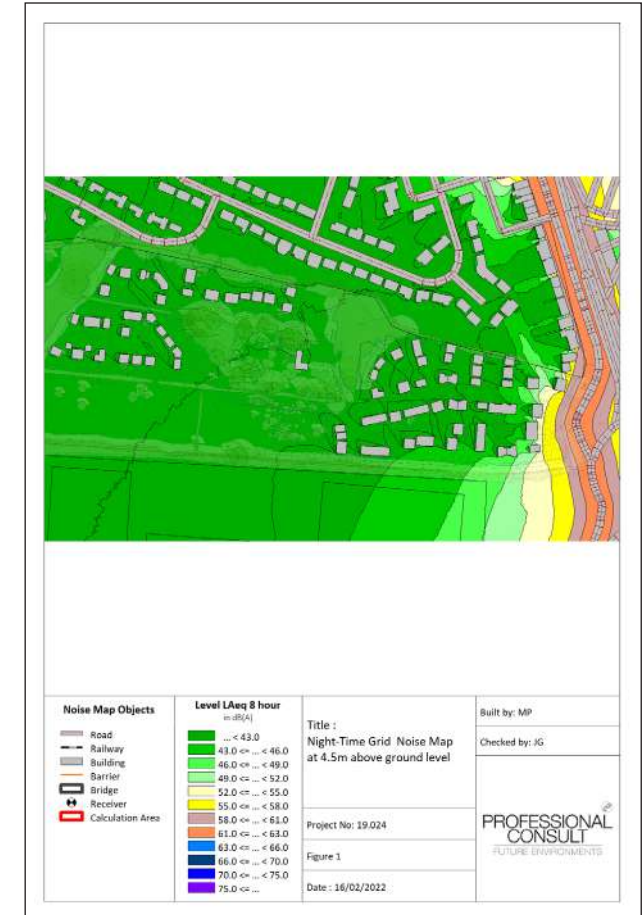 Noise Map Objects
Road
Railway
Building
Barrier
Bridge
Receiver
Calculation Area
Level LAeq 8 hour
in dB(A)
... < 43.0
43.0 <= ... < 46.0
46.0 <= ... < 49.0
49.0 <= ... < 52.0
52.0 <= ... < 55.0
55.0 <= ... < 58.0
58.0 <= ... < 61.0
61.0 <= ... < 63.0
63.0 <= ... < 66.0
66.0 <= ... < 70.0
70.0 <= ... < 75.0
75.0 <= ...
Title :
Night-Time Grid Noise Map
at 4.5m above ground level
Project No: 19.024
Figure 1
Date : 16/02/2022
Built by: MP
Checked by: JG
PROFESSIONAL
CONSULT
FUTURE ENVIRONMENTS